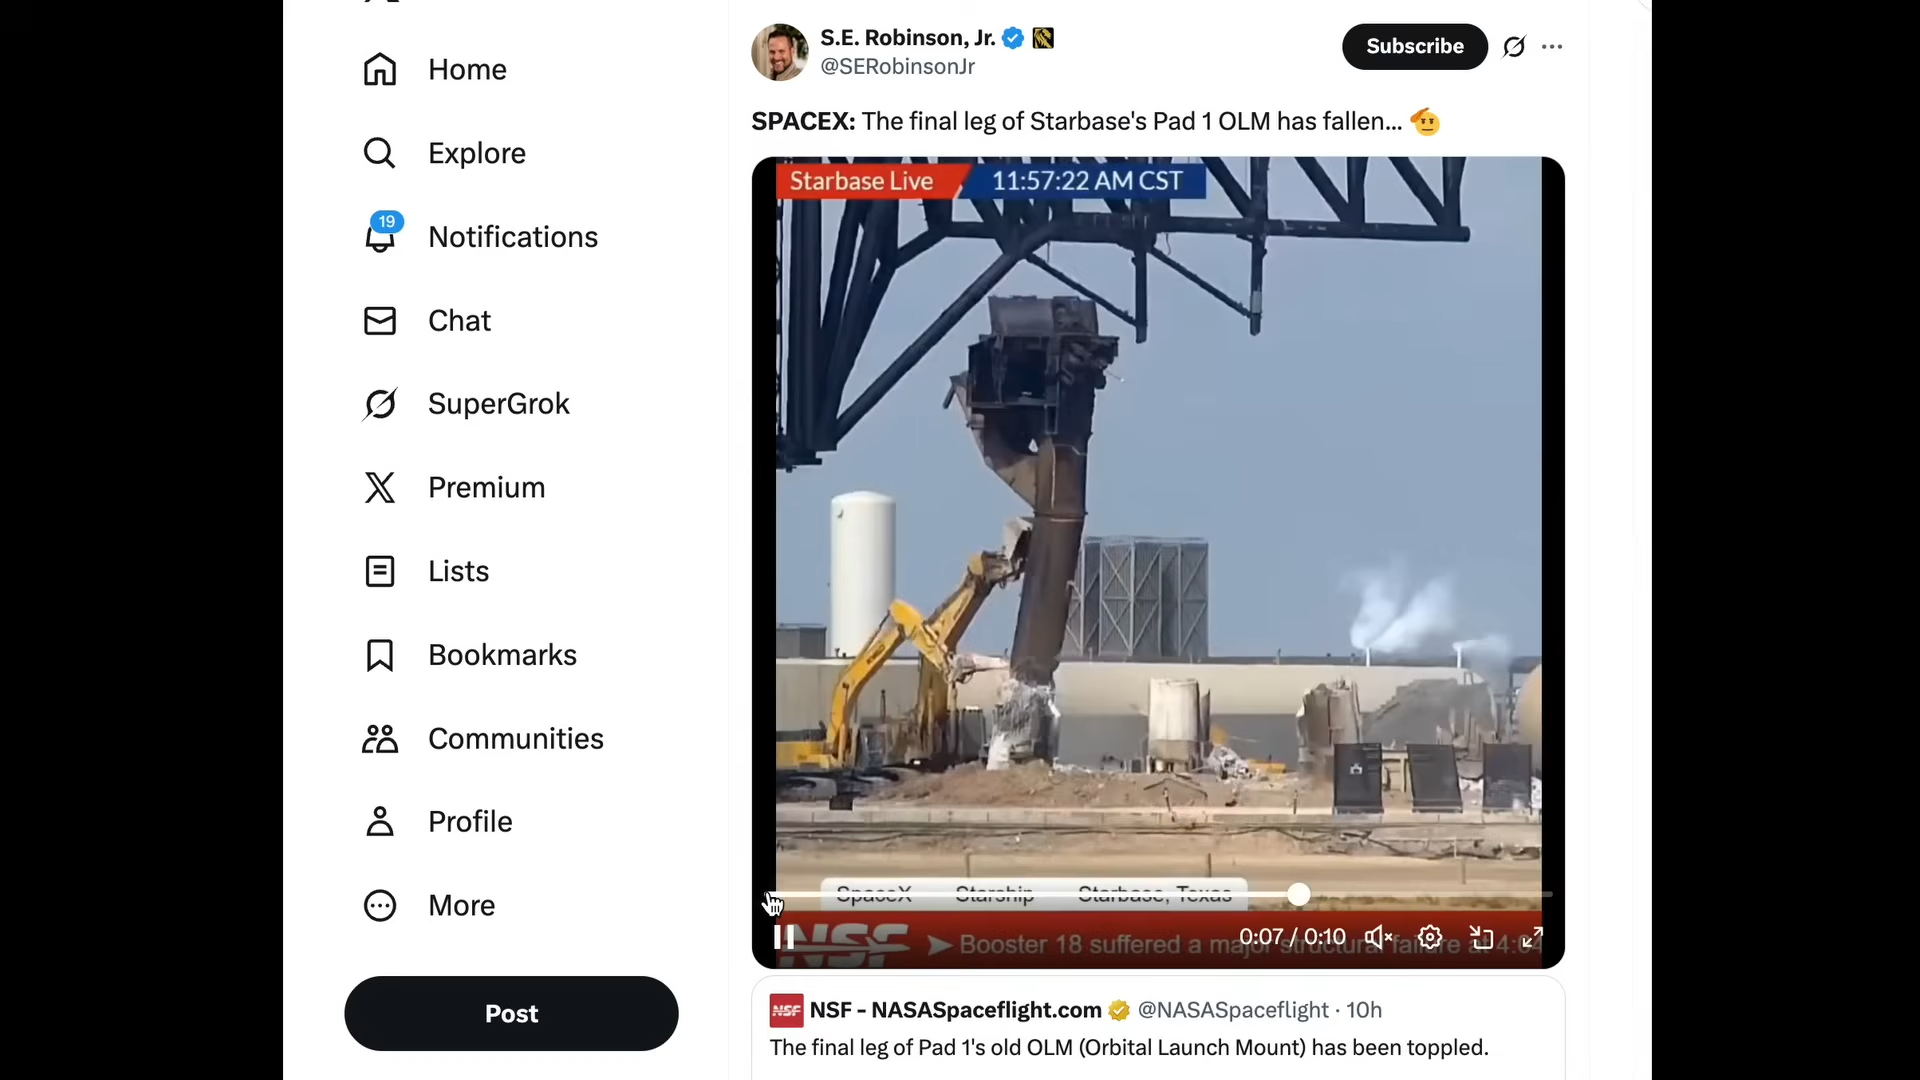 S.E. Robinson, Jr.
@SERobinsonJr
Subscribe
SPACEX: The final leg of Starbase's Pad 1 OLM has fallen...
Home
Explore
19
Notifications
Chat
SuperGrok
Premium
Lists
Bookmarks
Communities
Profile
More
Post
Starbase Live 11:57:22 AM CST
SpaceX Starship Starbase, Texas
0:07 / 0:10
NSF Booster 18 suffered a major structural failure at 4:04
NSF NSF - NASASpaceflight.com @NASASpaceflight · 10h
The final leg of Pad 1's old OLM (Orbital Launch Mount) has been toppled.